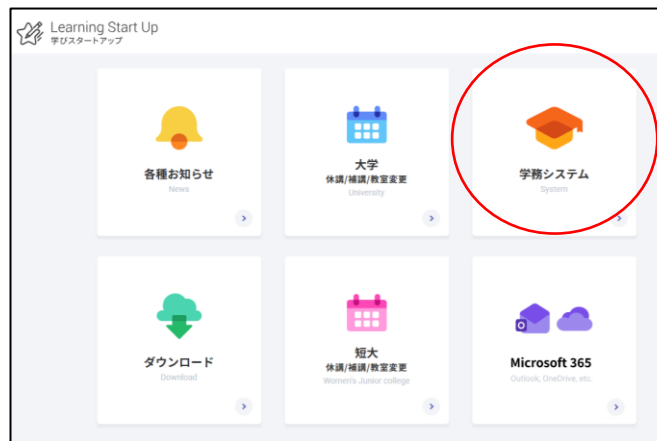 Learning Start Up
学びスタートアップ
各種お知らせ
News
大学
休講/補講/教室変更
University
学務システム
System
ダウンロード
Download
短大
休講/補講/教室変更
Women's Junior college
Microsoft 365
Outlook, OneDrive, etc.